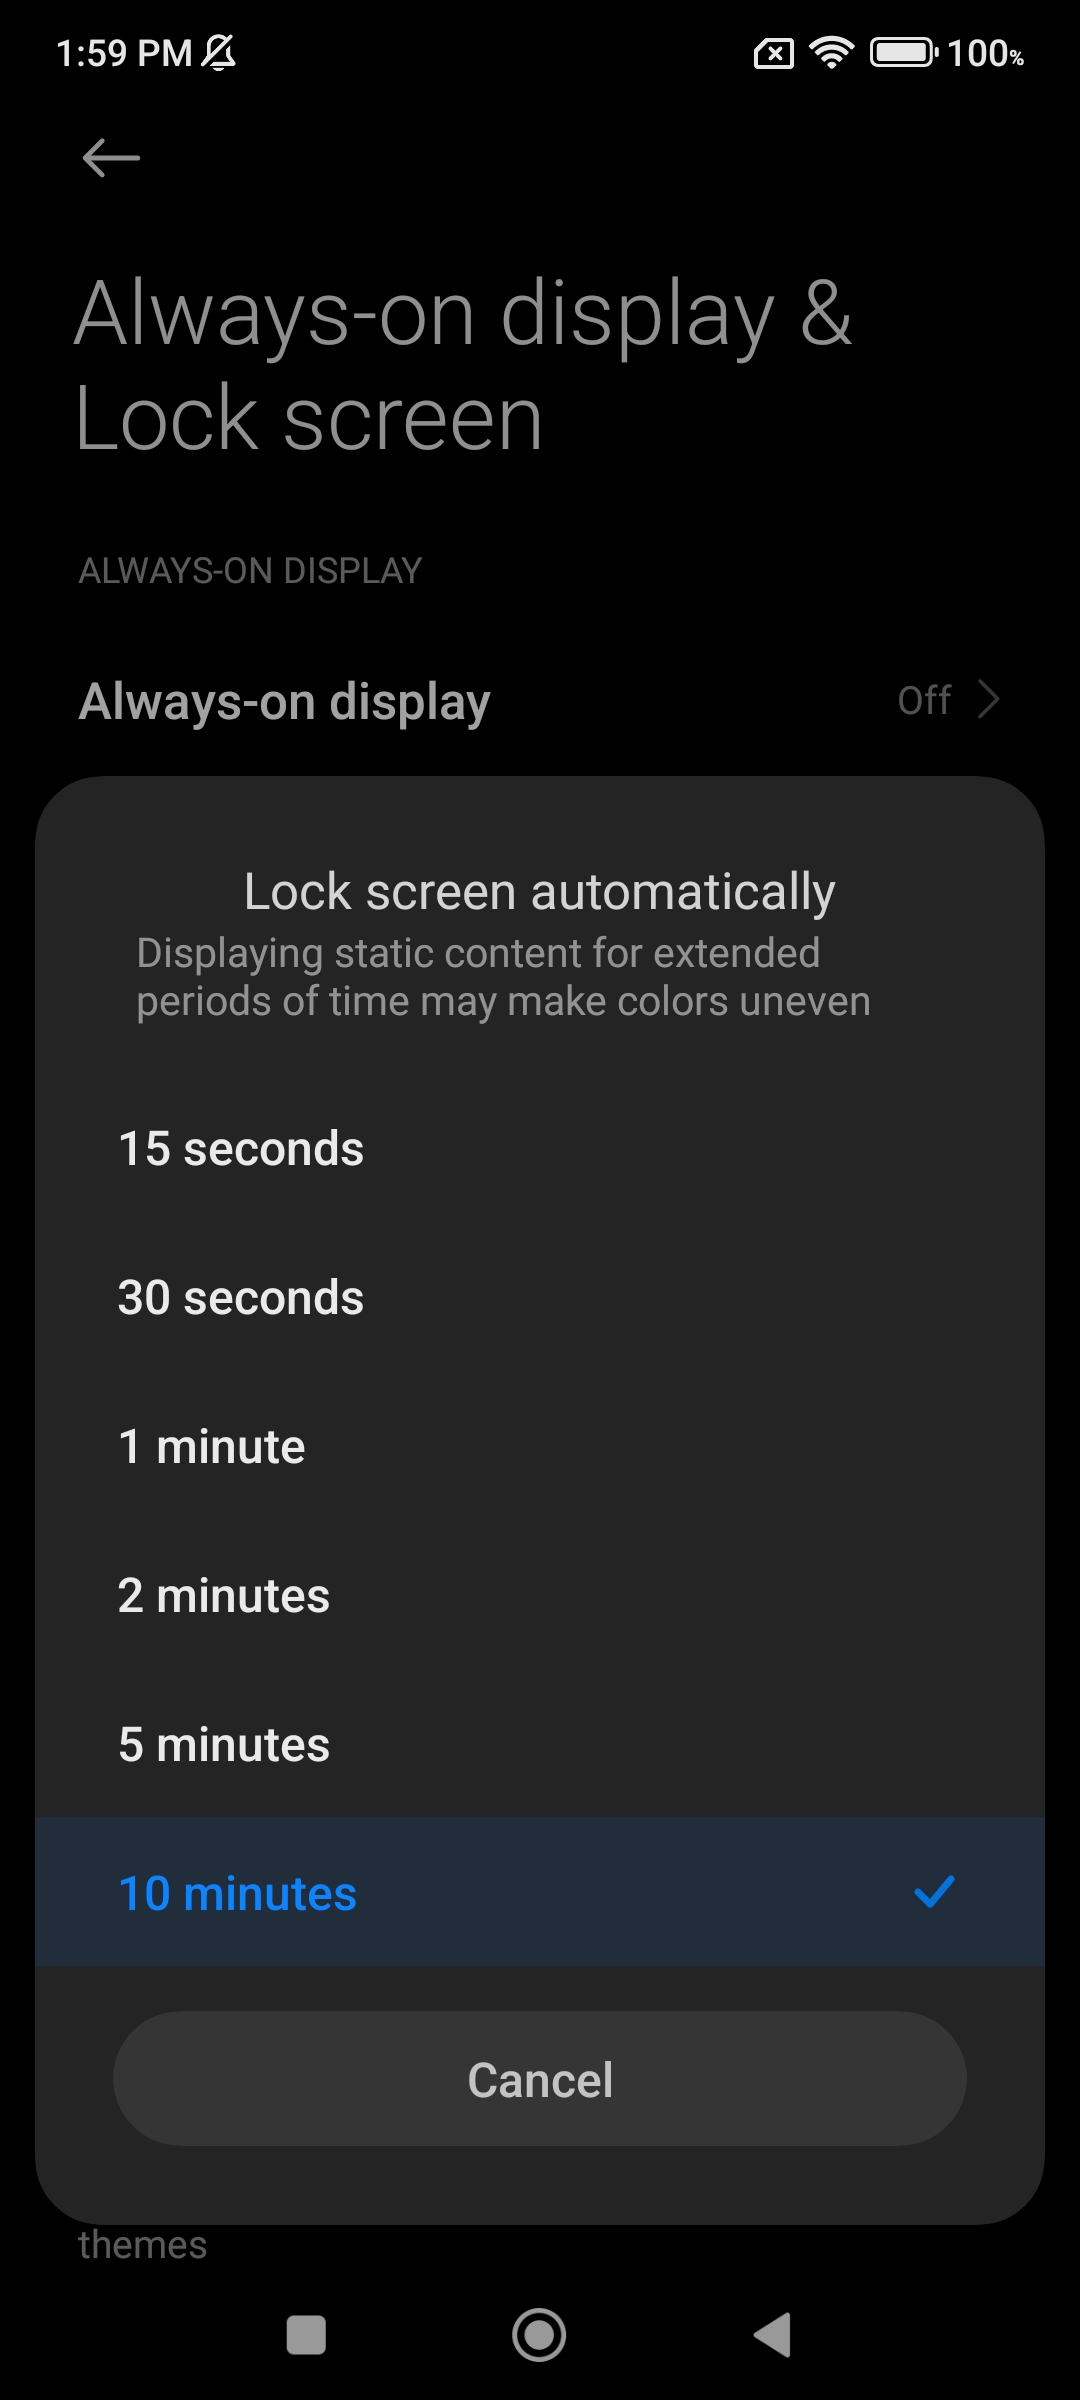 1:59 PM 100%
Always-on display &
Lock screen
ALWAYS-ON DISPLAY
Always-on display Off
Lock screen automatically
Displaying static content for extended
periods of time may make colors uneven
15 seconds
30 seconds
1 minute
2 minutes
5 minutes
10 minutes
Cancel
themes